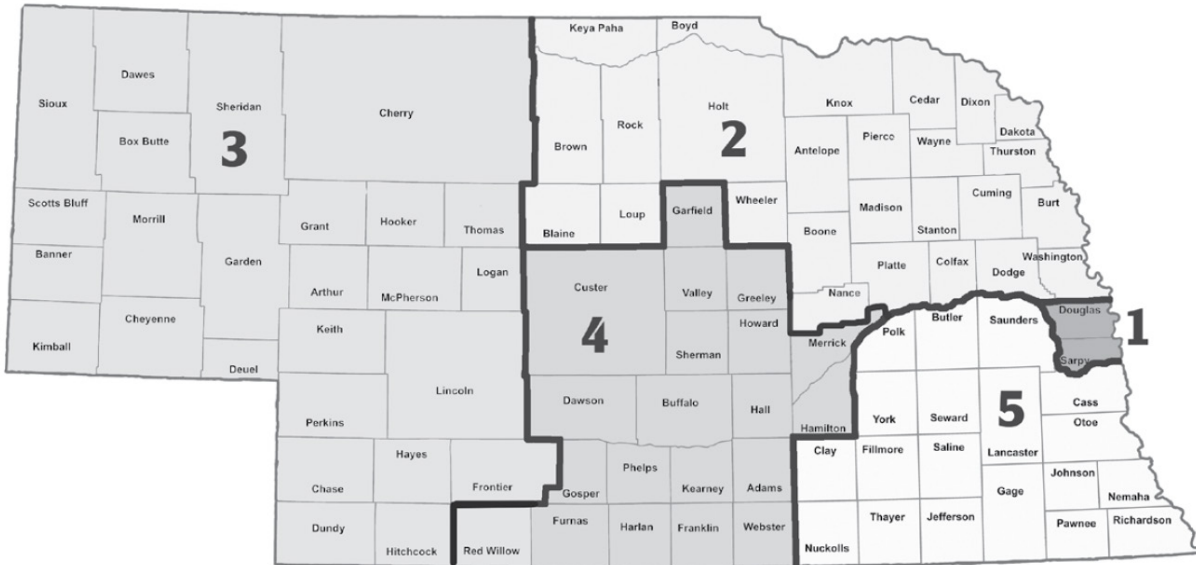 Keya Paha
Boyd
Sioux
Dawes
Sheridan
Cherry
Box Butte
3
Brown
Rock
Holt
2
Knox
Cedar
Dixon
Dakota
Antelope
Pierce
Wayne
Thurston
Scotts Bluff
Morrill
Grant
Hooker
Thomas
Blaine
Loup
Garfield
Wheeler
Boone
Madison
Stanton
Cuming
Burt
Banner
Garden
Arthur
McPherson
Logan
Custer
Valley
Greeley
Nance
Platte
Colfax
Dodge
Washington
Kimball
Cheyenne
Deuel
Keith
Lincoln
4
Sherman
Howard
Merrick
Polk
Butler
Saunders
Douglas
Sarpy
1
Perkins
Dawson
Buffalo
Hall
Hamilton
York
Seward
5
Lancaster
Cass
Otoe
Chase
Hayes
Frontier
Gosper
Phelps
Kearney
Adams
Clay
Fillmore
Saline
Gage
Johnson
Nemaha
Dundy
Hitchcock
Red Willow
Furnas
Harlan
Franklin
Webster
Nuckolls
Thayer
Jefferson
Pawnee
Richardson